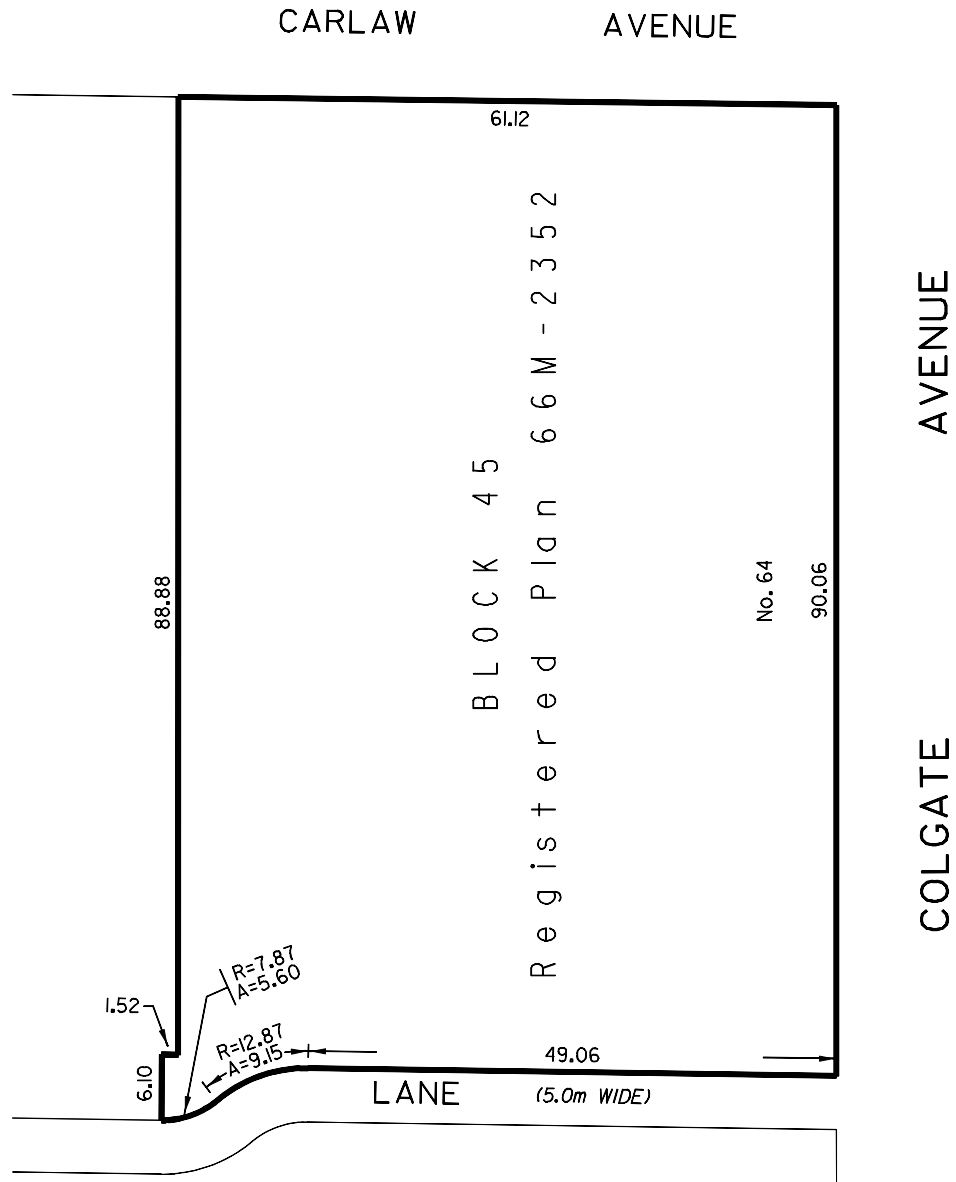 CARLAW AVENUE
61.12
BLOCK 45
Registered Plan 66M-2352
No. 64
90.06
88.88
COLGATE AVENUE
R=7.87
A=5.60
1.52
R=12.87
A=9.15
49.06
6.10
LANE (5.0m WIDE)